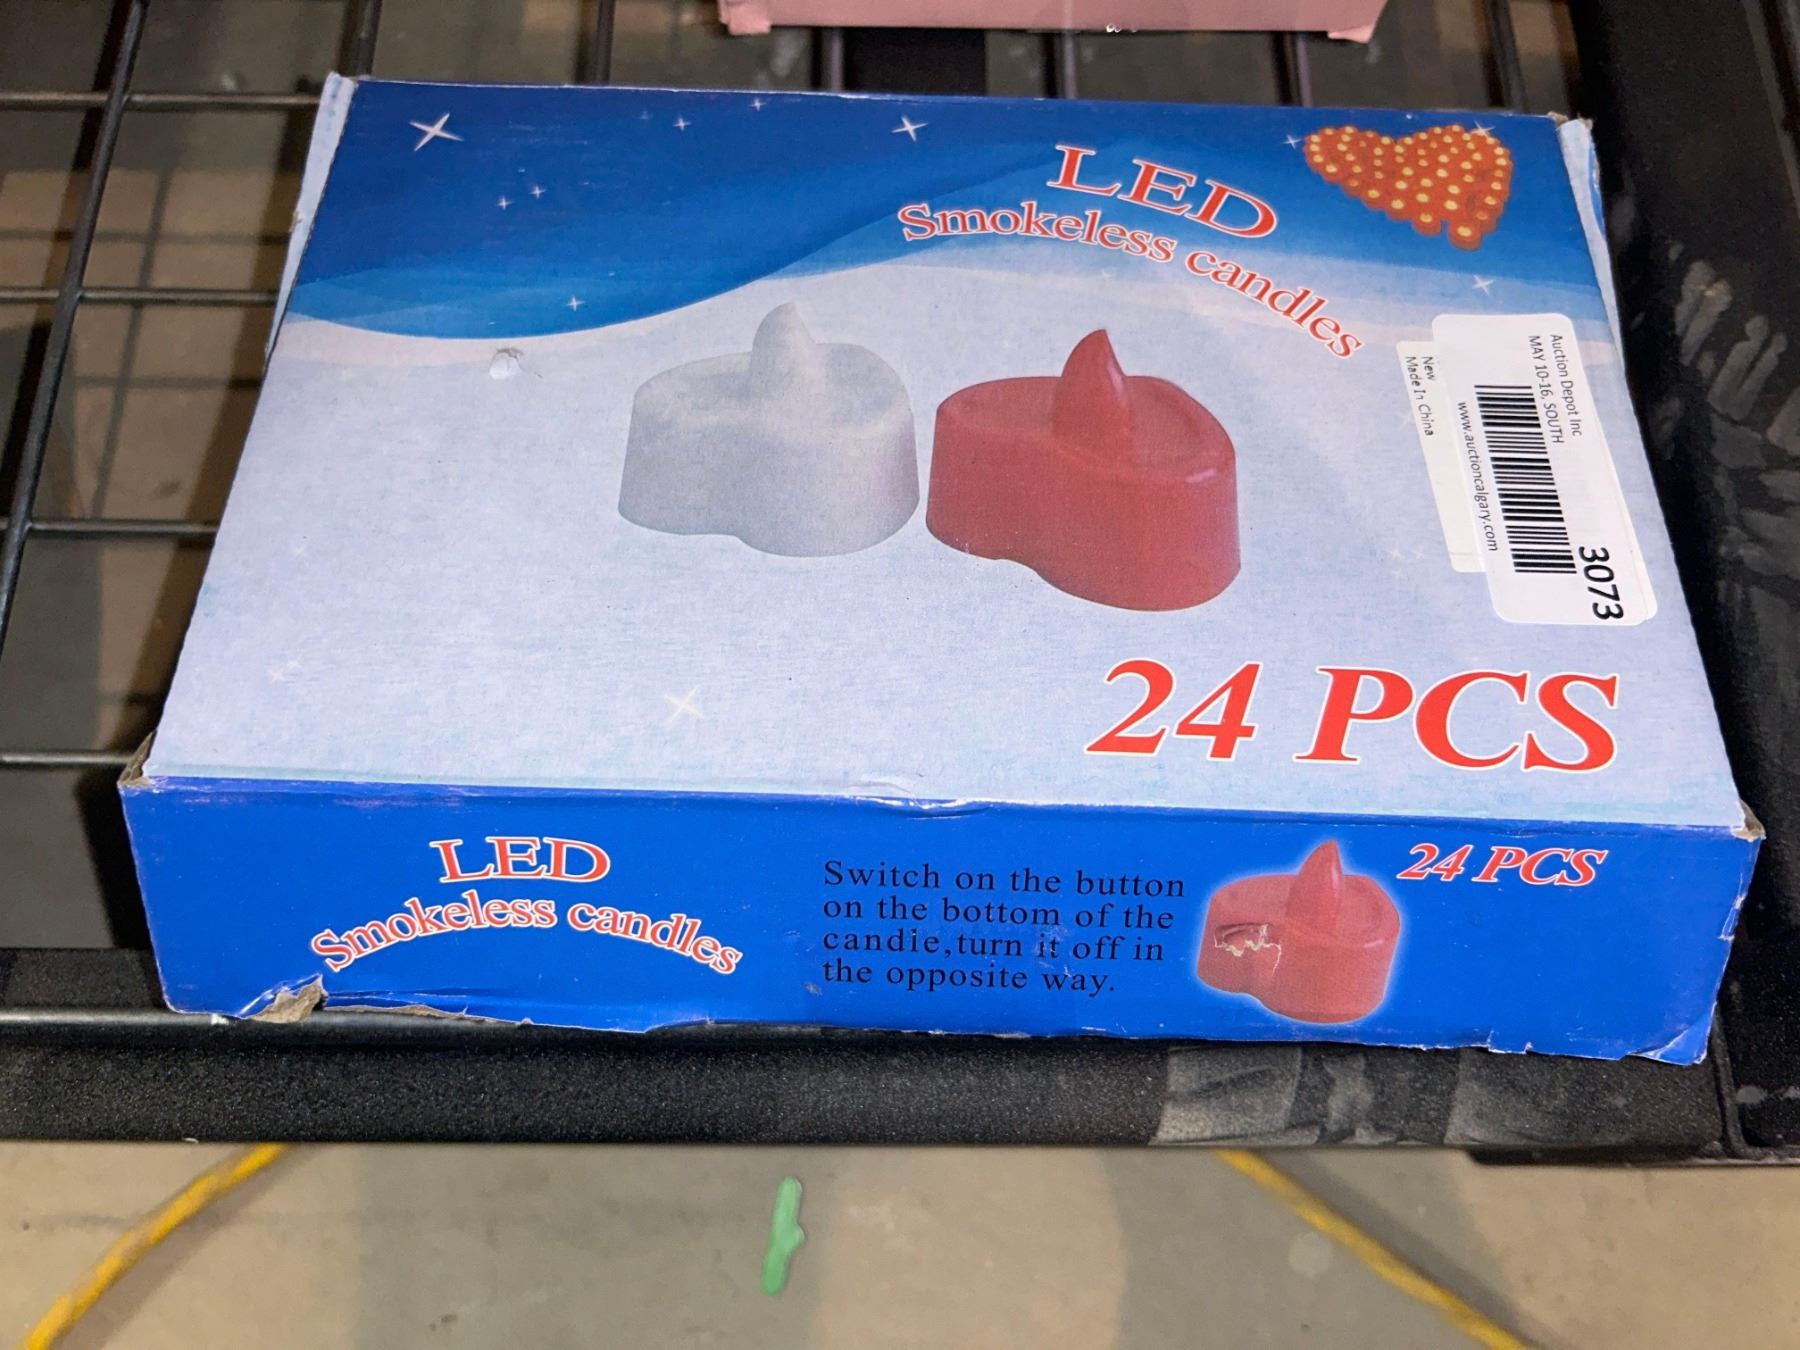 LED
Smokeless candles
New
Made In China
Auction Depot Inc
MAY 10-16, SOUTH
www.auctioncalgary.com
3073
24 PCS
LED
Smokeless candles
Switch on the button
on the bottom of the
candie,turn it off in
the opposite way.
24 PCS